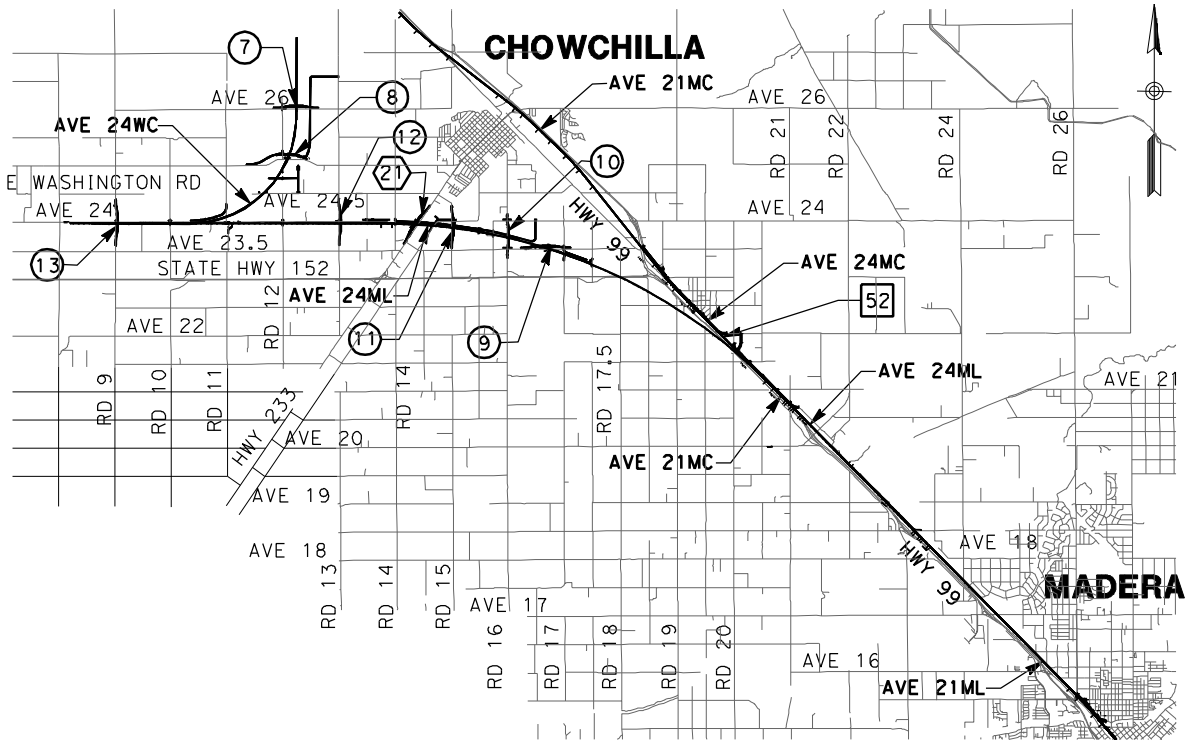 7
CHOWCHILLA
AVE 21MC
AVE 26
8
AVE 26
AVE 24WC
12
RD 21
RD 22
RD 24
RD 26
10
21
E WASHINGTON RD
AVE 24.5
AVE 24
AVE 24
HWY 99
AVE 23.5
13
STATE HWY 152
AVE 24MC
AVE 24ML
52
RD 12
AVE 22
11
9
RD 17.5
AVE 24ML
AVE 21
RD 9
RD 10
RD 11
RD 14
HWY 233
AVE 20
AVE 21MC
AVE 19
AVE 18
AVE 18
HWY 99
MADERA
RD 13
RD 14
RD 15
AVE 17
RD 16
RD 17
RD 18
RD 19
RD 20
AVE 16
AVE 21ML